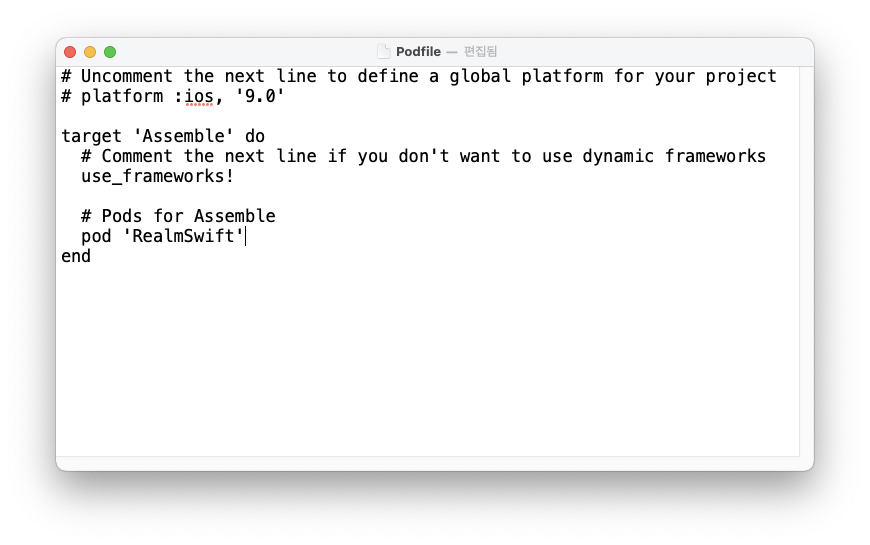 Podfile — 편집됨
# Uncomment the next line to define a global platform for your project
# platform :ios, '9.0'

target 'Assemble' do
  # Comment the next line if you don't want to use dynamic frameworks
  use_frameworks!

  # Pods for Assemble
  pod 'RealmSwift'
end